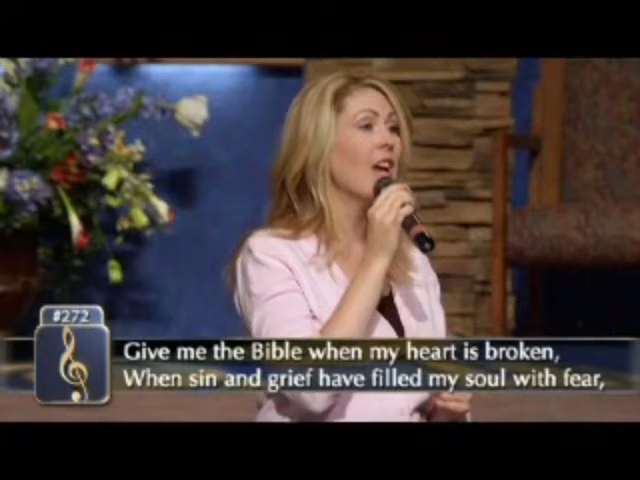 #272
Give me the Bible when my heart is broken,
When sin and grief have filled my soul with fear,